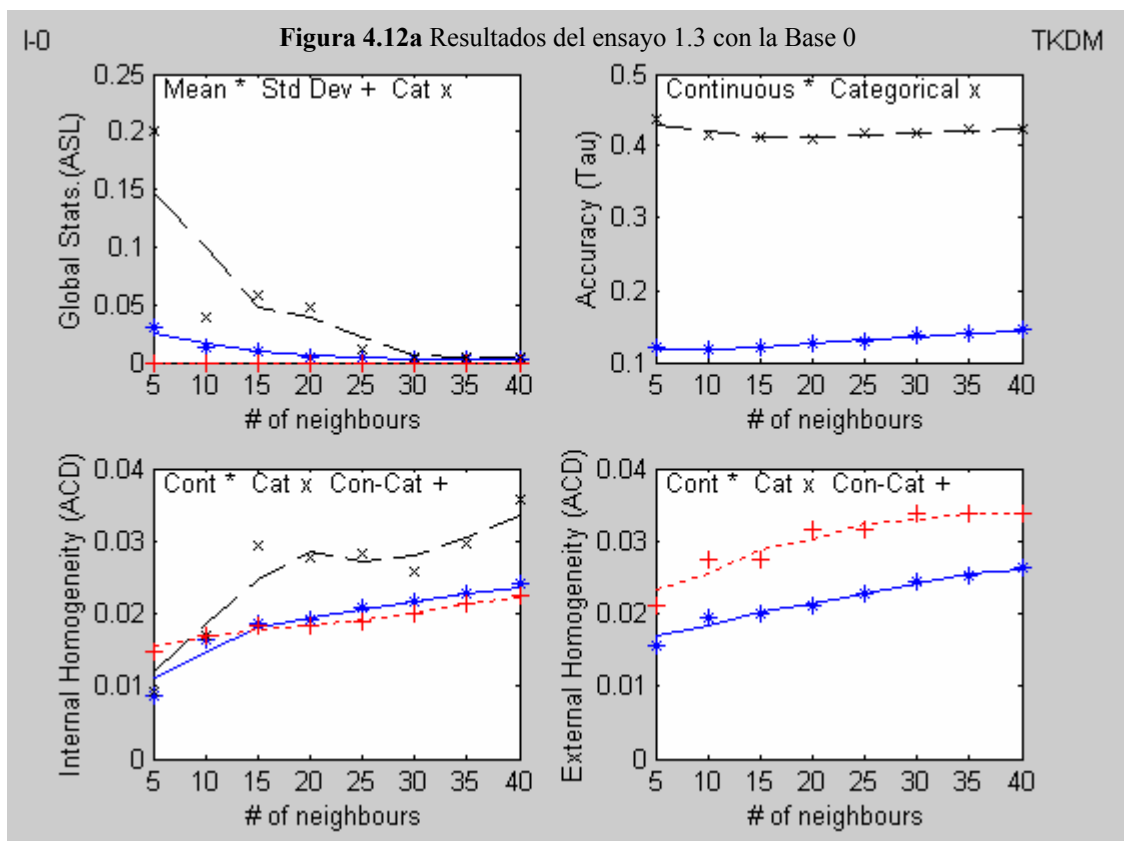 I-0
Figura 4.12a Resultados del ensayo 1.3 con la Base 0
TKDM
Mean * Std Dev + Cat x
Global Stats.(ASL)
0.25
0.2
0.15
0.1
0.05
0
5 10 15 20 25 30 35 40
# of neighbours
Continuous * Categorical x
Accuracy (Tau)
0.5
0.4
0.3
0.2
0.1
5 10 15 20 25 30 35 40
# of neighbours
Cont * Cat x Con-Cat +
Internal Homogeneity (ACD)
0.04
0.03
0.02
0.01
0
5 10 15 20 25 30 35 40
# of neighbours
Cont * Cat x Con-Cat +
External Homogeneity (ACD)
0.04
0.03
0.02
0.01
0
5 10 15 20 25 30 35 40
# of neighbours